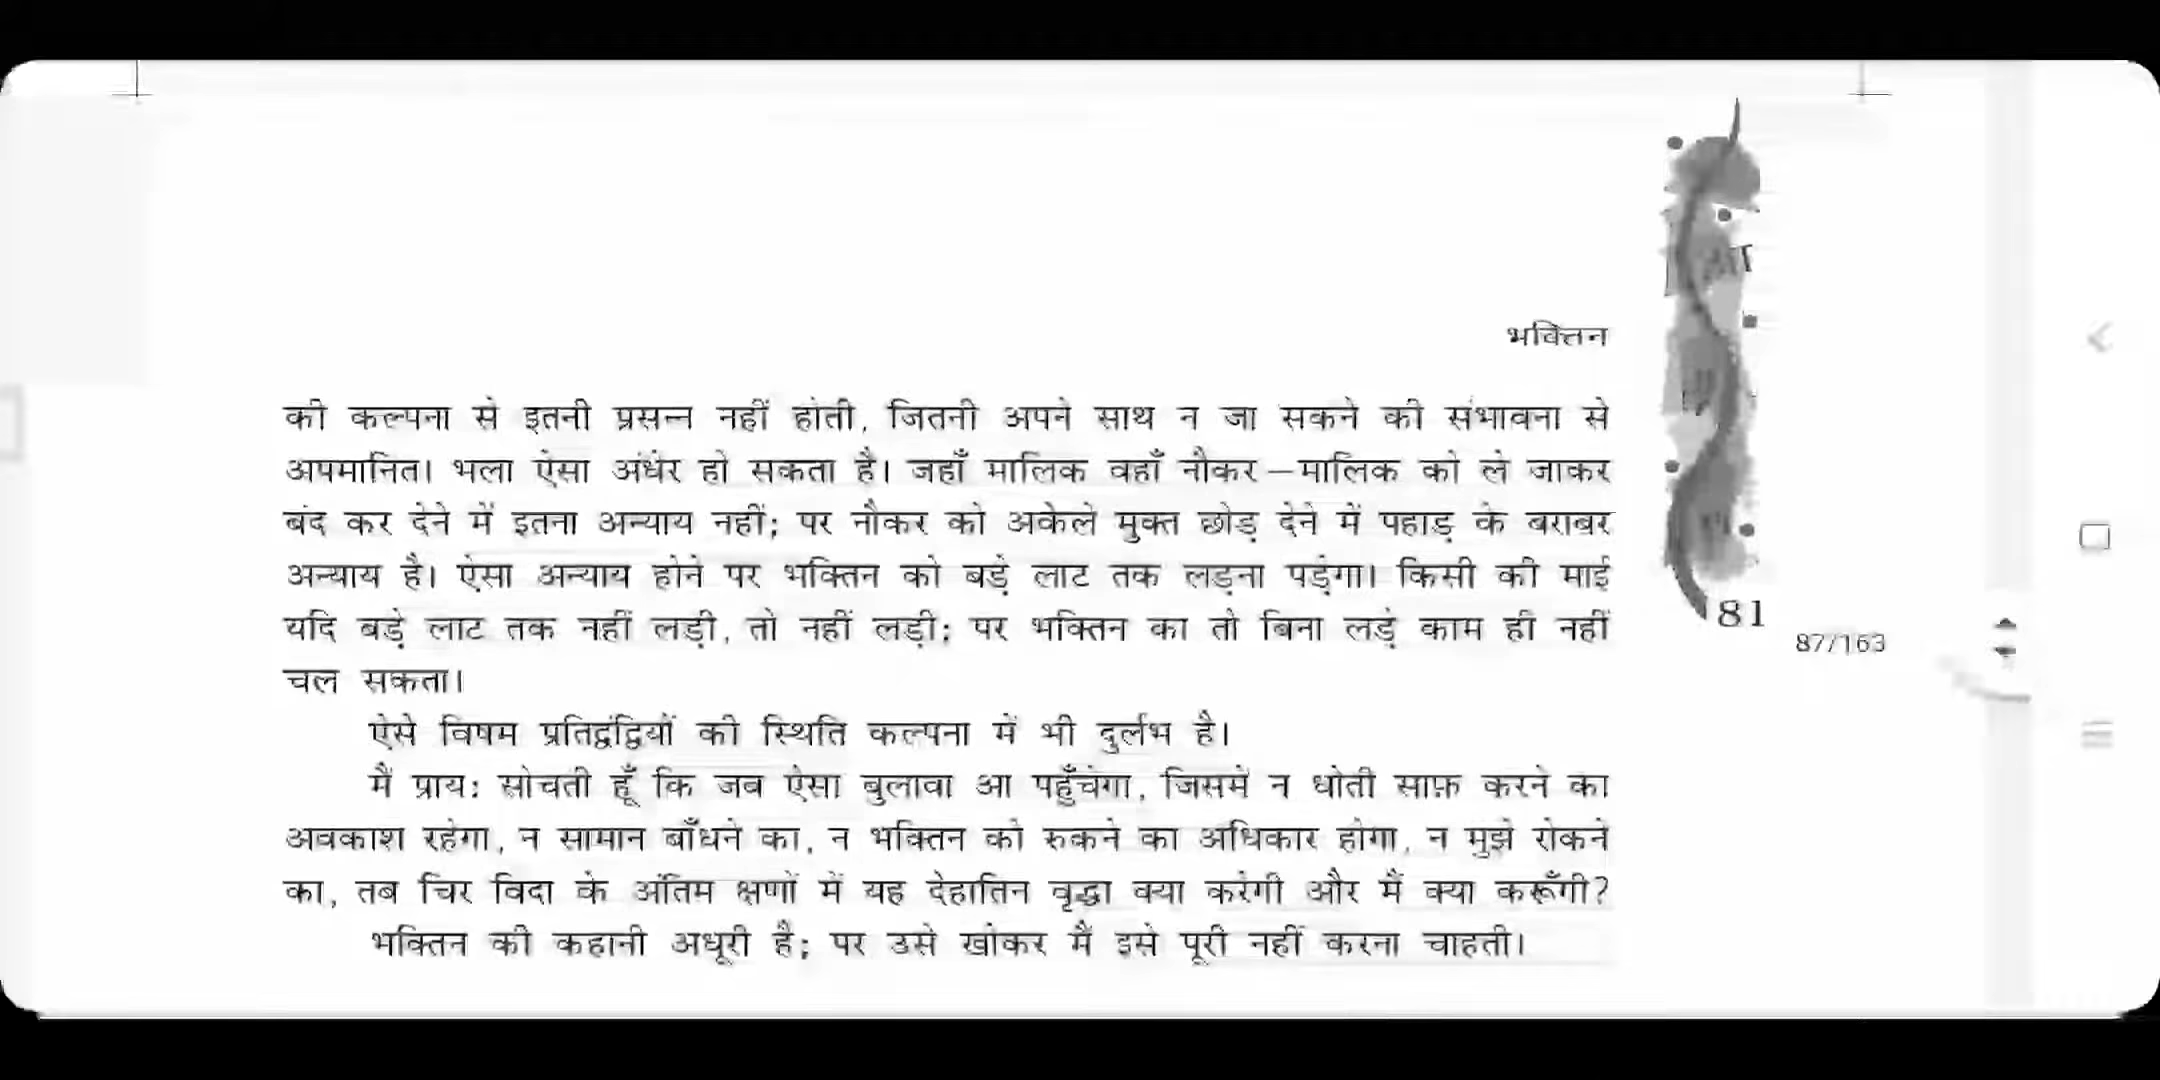 भक्तिन
की कल्पना से इतनी प्रसन्न नहीं होती, जितनी अपने साथ न जा सकने की संभावना से
अपमानित। भला ऐसा अंधेर हो सकता है। जहाँ मालिक वहाँ नौकर—मालिक को ले जाकर
बंद कर देने में इतना अन्याय नहीं; पर नौकर को अकेले मुक्त छोड़ देने में पहाड़ के बराबर
अन्याय है। ऐसा अन्याय होने पर भक्तिन को बड़े लाट तक लड़ना पड़ेगा। किसी की माई
यदि बड़े लाट तक नहीं लड़ी, तो नहीं लड़ी; पर भक्तिन का तो बिना लड़े काम ही नहीं
चल सकता।
ऐसे विषम प्रतिद्वंद्वियों की स्थिति कल्पना में भी दुर्लभ है।
मैं प्राय: सोचती हूँ कि जब ऐसा बुलावा आ पहुँचेगा, जिसमें न धोती साफ़ करने का
अवकाश रहेगा, न सामान बाँधने का, न भक्तिन को रुकने का अधिकार होगा, न मुझे रोकने
का, तब चिर विदा के अंतिम क्षणों में यह देहातिन वृद्धा क्या करेगी और मैं क्या करूँगी?
भक्तिन की कहानी अधूरी है; पर उसे खोकर मैं इसे पूरी नहीं करना चाहती।
81
87/163